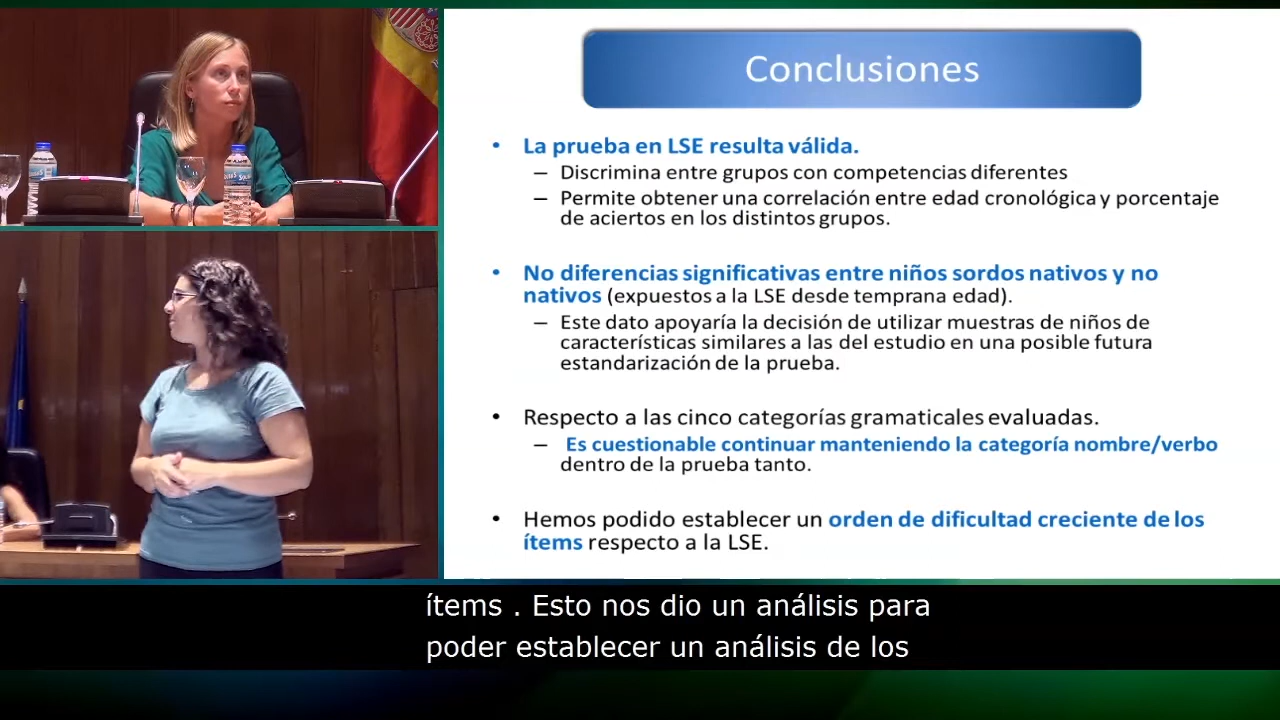 Conclusiones
• La prueba en LSE resulta válida.
– Discrimina entre grupos con competencias diferentes
– Permite obtener una correlación entre edad cronológica y porcentaje
de aciertos en los distintos grupos.
• No diferencias significativas entre niños sordos nativos y no
nativos (expuestos a la LSE desde temprana edad).
– Este dato apoyaría la decisión de utilizar muestras de niños de
características similares a las del estudio en una posible futura
estandarización de la prueba.
• Respecto a las cinco categorías gramaticales evaluadas.
– Es cuestionable continuar manteniendo la categoría nombre/verbo
dentro de la prueba tanto.
• Hemos podido establecer un orden de dificultad creciente de los
ítems respecto a la LSE.
ítems . Esto nos dio un análisis para
poder establecer un análisis de los